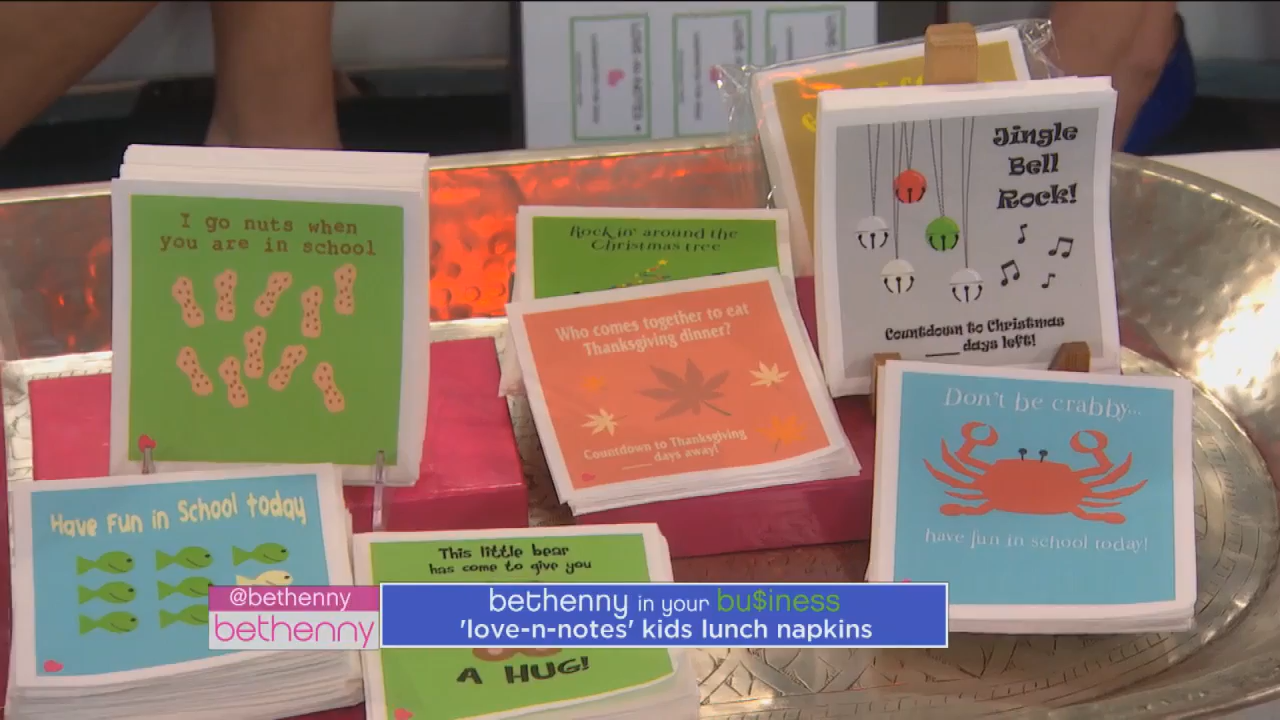 LOVE-N-NOTES
I go nuts when
you are in school
Rockin' around the
Christmas tree
Jingle
Bell
Rock!
Countdown to Christmas
____ days left!
Who comes together to eat
Thanksgiving dinner?
Countdown to Thanksgiving
____ days away!
Don't be crabby...
have fun in school today!
Have Fun in School today
This little bear
has come to give you
A HUG!
@bethenny
bethenny
bethenny in your bu$iness
'love-n-notes' kids lunch napkins